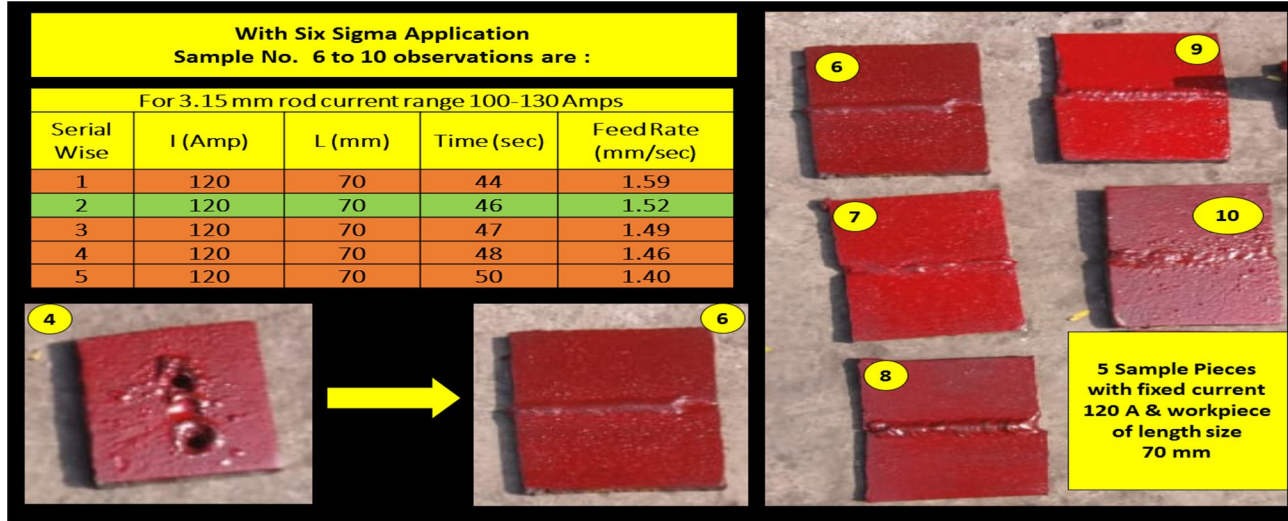 With Six Sigma Application
Sample No. 6 to 10 observations are :
For 3.15 mm rod current range 100-130 Amps
Serial Wise I (Amp) L (mm) Time (sec) Feed Rate (mm/sec)
1 120 70 44 1.59
2 120 70 46 1.52
3 120 70 47 1.49
4 120 70 48 1.46
5 120 70 50 1.40
4
6
6
9
7
10
8
5 Sample Pieces
with fixed current
120 A & workpiece
of length size
70 mm